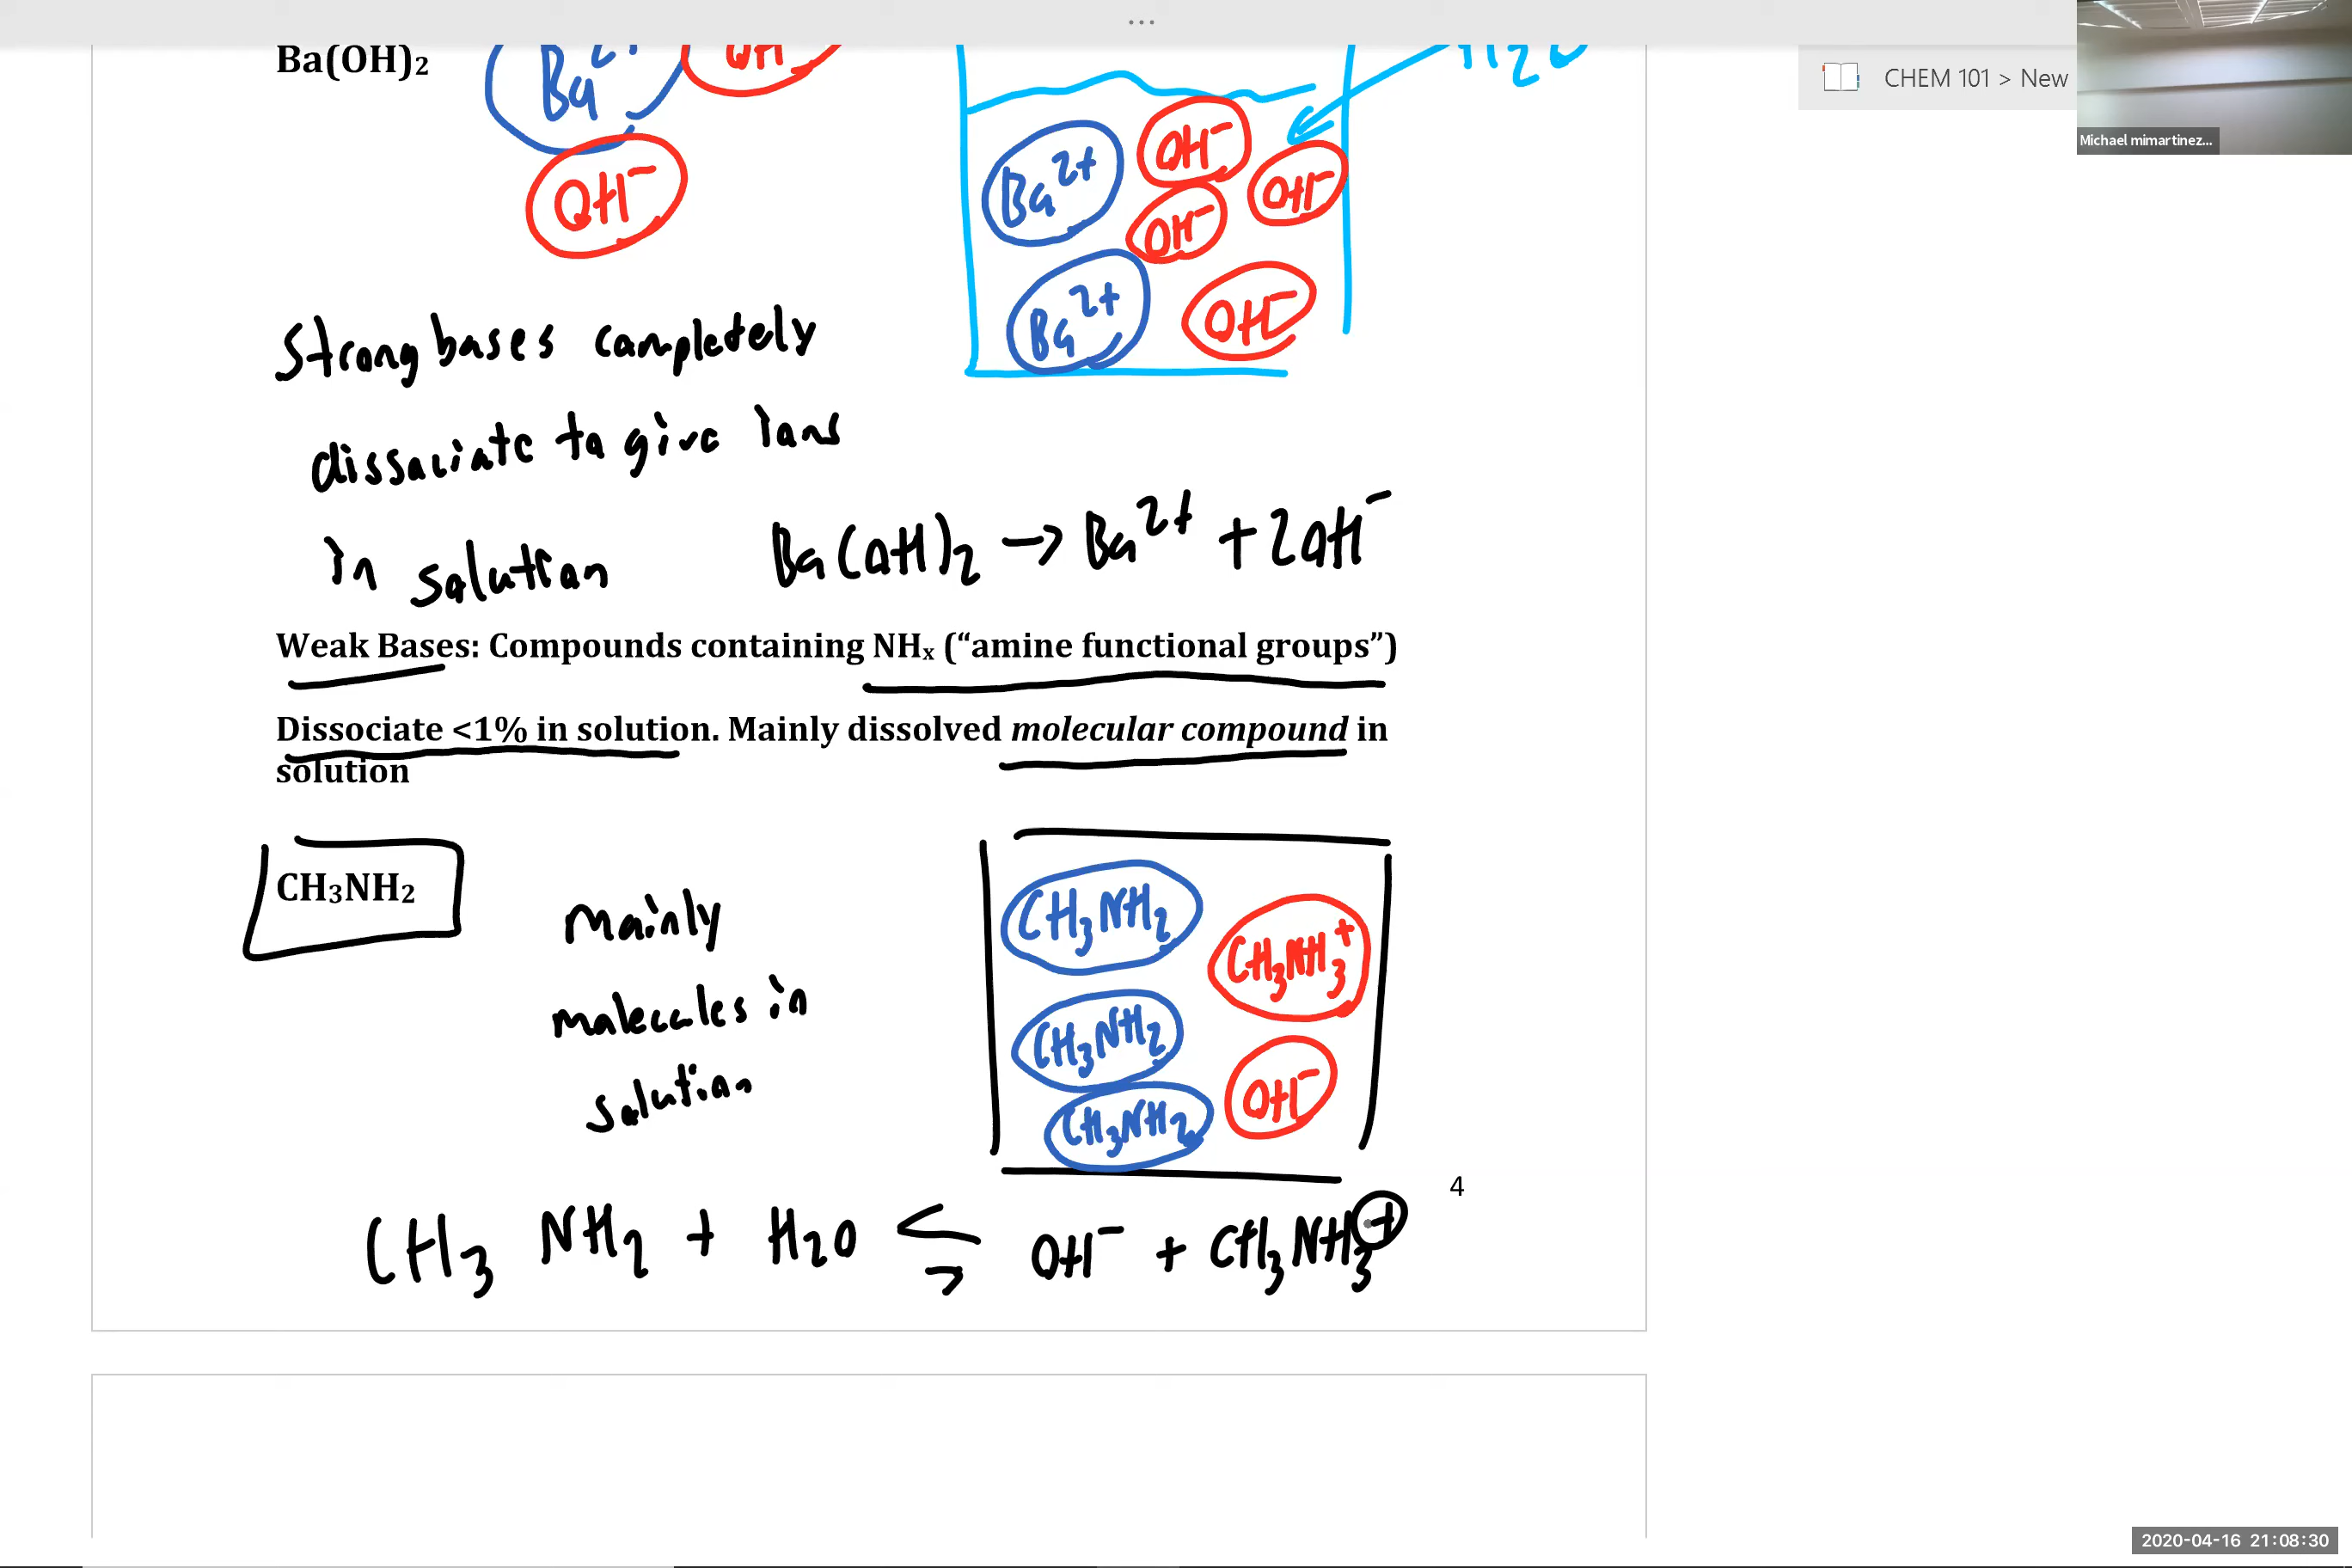 ...
CHEM 101 > New
Michael mimartinez...
Ba(OH)₂
Ba²⁺ OH⁻
H₂O
OH⁻
Ba²⁺ OH⁻ OH⁻
OH⁻
Ba²⁺ OH⁻
Strong bases completely
dissociate to give ions
in solution Ba(OH)₂ → Ba²⁺ + 2OH⁻
Weak Bases: Compounds containing NHₓ (“amine functional groups”)
Dissociate <1% in solution. Mainly dissolved molecular compound in
solution
CH₃NH₂
Mainly
molecules in
solution
CH₃NH₂
CH₃NH₃⁺
CH₃NH₂
OH⁻
CH₃NH₂
4
CH₃NH₂ + H₂O ⇆ OH⁻ + CH₃NH₃⁺
2020-04-16 21:08:30